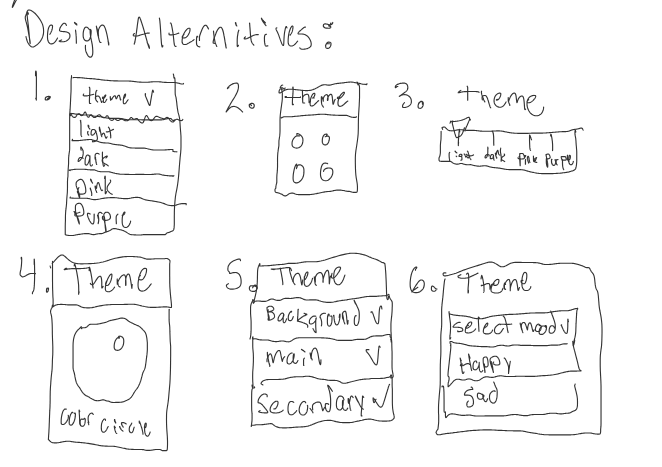 Design Alternitives:
1.
theme v
light
dark
pink
Purple
2.
Theme
3. Theme
light dark pink Purple
4. Theme
color circle
5. Theme
Background v
main v
Secondary v
6. Theme
select mood v
Happy
Sad